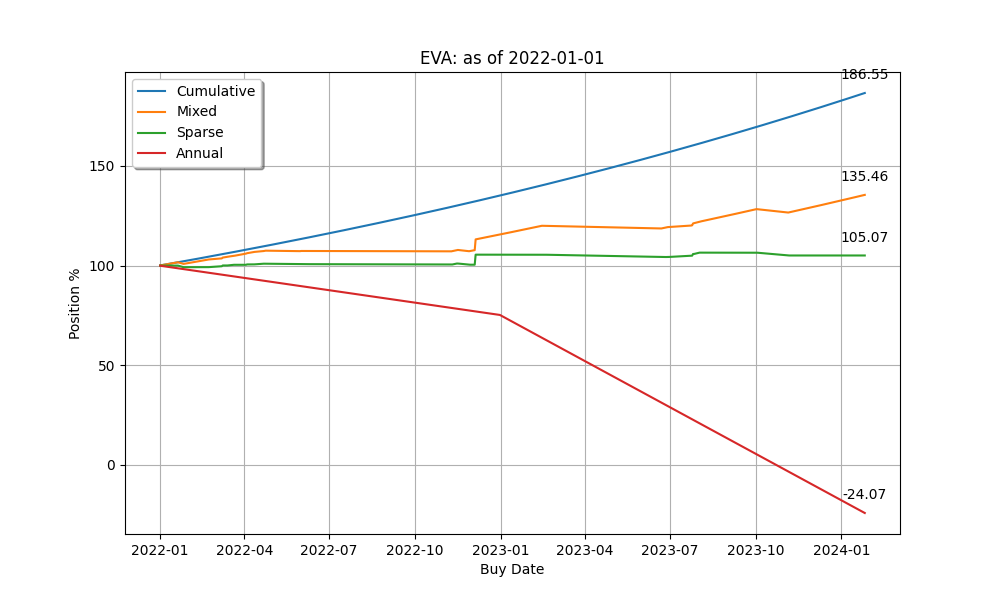 EVA: as of 2022-01-01
186.55
Cumulative
Mixed
Sparse
Annual
150
135.46
105.07
100
Position %
50
0
-24.07
2022-01 2022-04 2022-07 2022-10 2023-01 2023-04 2023-07 2023-10 2024-01
Buy Date